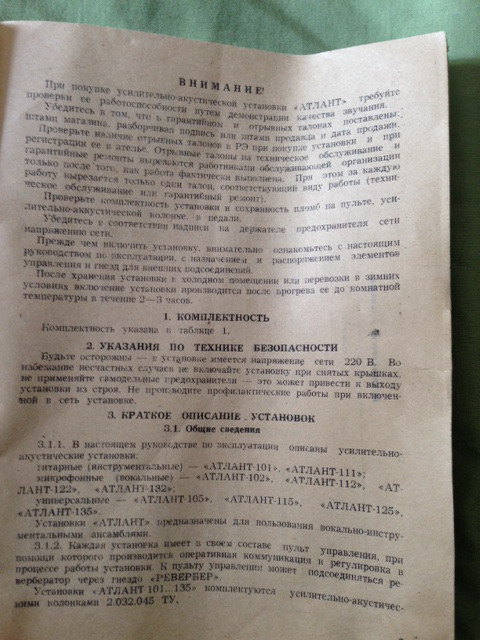 ВНИМАНИЕ!
При покупке усилительно-акустической установки «АТЛАНТ» требуйте
проверки ее работоспособности путем демонстрации качества звучания.
Убедитесь в том, что в гарантийном и отрывных талонах поставлены:
штамп магазина, разборчивая подпись или штамп продавца и дата продажи.
Проверьте наличие отрывных талонов в РЭ при покупке установки и при
регистрации ее в ателье. Отрывные талоны на техническое обслуживание и
гарантийные ремонты вырезаются работниками обслуживающей организации
только после того, как работа фактически выполнена. При этом за каждую
работу вырезается только один талон, соответствующий виду работы (техни-
ческое обслуживание или гарантийный ремонт).
Проверьте комплектность установки и сохранность пломб на пульте, уси-
лительно-аккустической колонке, в педали.
Убедитесь в соответствии надписи на держателе предохранителя сети
напряжению сети.
Прежде чем включить установку, внимательно ознакомьтесь с настоящим
руководством по эксплуатации, с назначением и распряжением элементов
управления и гнезд для внешних подсоединений.
После хранения установки в холодном помещении или перевозки в зимних
условиях включение установки производится после прогрева ее до комнатной
температуры в течение 2—3 часов.
1. КОМПЛЕКТНОСТЬ
Комплектность указана в таблице 1.
2. УКАЗАНИЯ ПО ТЕХНИКЕ БЕЗОПАСНОСТИ
Будьте осторожны — в установке имеется напряжение сети 220 В. Во
избежание несчастных случаев не включайте установку при снятых крышках,
не применяйте самодельные предохранители — это может привести к выходу
установки из строя. Не производите профилактические работы при включен-
ной в сеть установке.
3. КРАТКОЕ ОПИСАНИЕ УСТАНОВОК
3.1. Общие сведения
3.1.1. В настоящем руководстве по эксплуатации описаны усилительно-
акустические установки:
гитарные (инструментальные) — «АТЛАНТ-101», «АТЛАНТ-111»;
микрофонные (вокальные) — «АТЛАНТ-102», «АТЛАНТ-112», «АТ-
ЛАНТ-122», «АТЛАНТ-132»;
универсальные — «АТЛАНТ-105», «АТЛАНТ-115», «АТЛАНТ-125»,
«АТЛАНТ-135».
Установки «АТЛАНТ» предназначены для пользования вокально-инстру-
ментальными ансамблями.
3.1.2. Каждая установка имеет в своем составе пульт управления, при
помощи которого производится оперативная коммуникация и регулировка в
процессе работы установки. К пульту управления может подсоединяться ре-
вербератор через гнездо «РЕВЕРБЕР».
Установки «АТЛАНТ-101...135» комплектуются усилительно-акустичес-
кими колонками 2.032.045 ТУ.